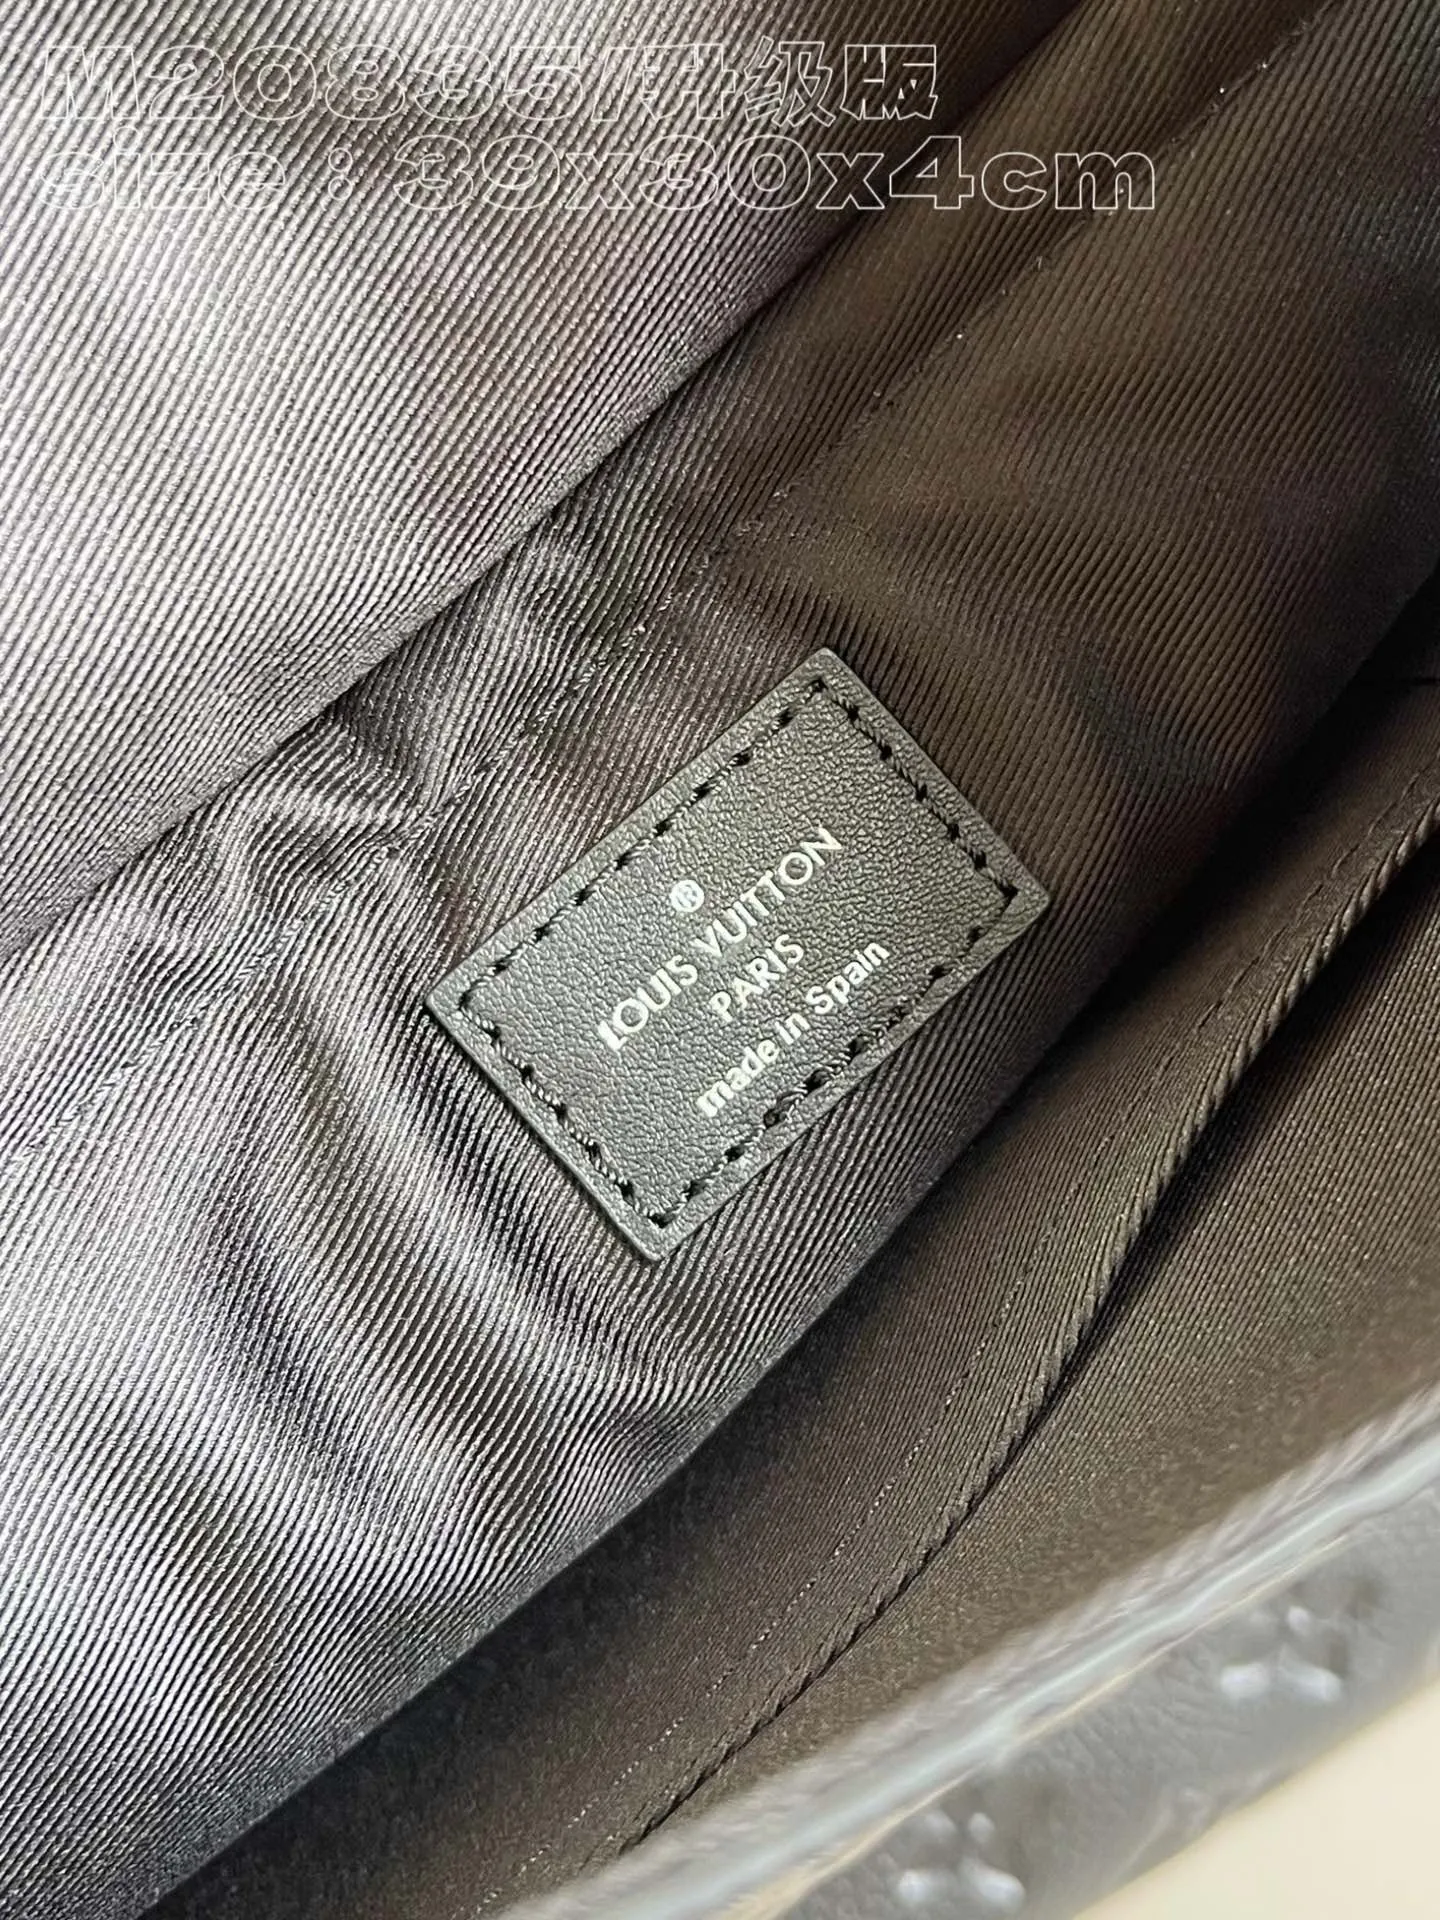 M20835/升级版
size：39x30x4cm
®
LOUIS VUITTON
PARIS
made in Spain